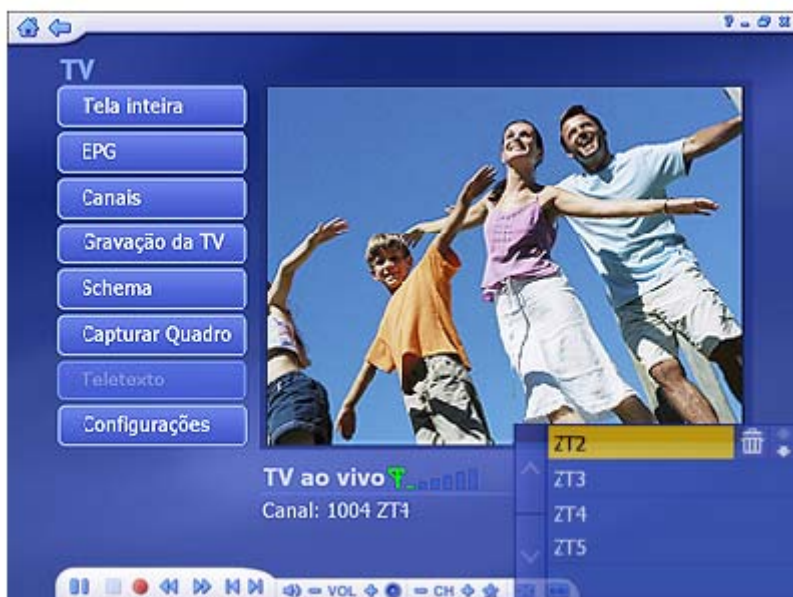 TV
Tela inteira
EPG
Canais
Gravação da TV
Schema
Capturar Quadro
Teletexto
Configurações
TV ao vivo
Canal: 1004 ZT4
ZT2
ZT3
ZT4
ZT5
VOL
CH